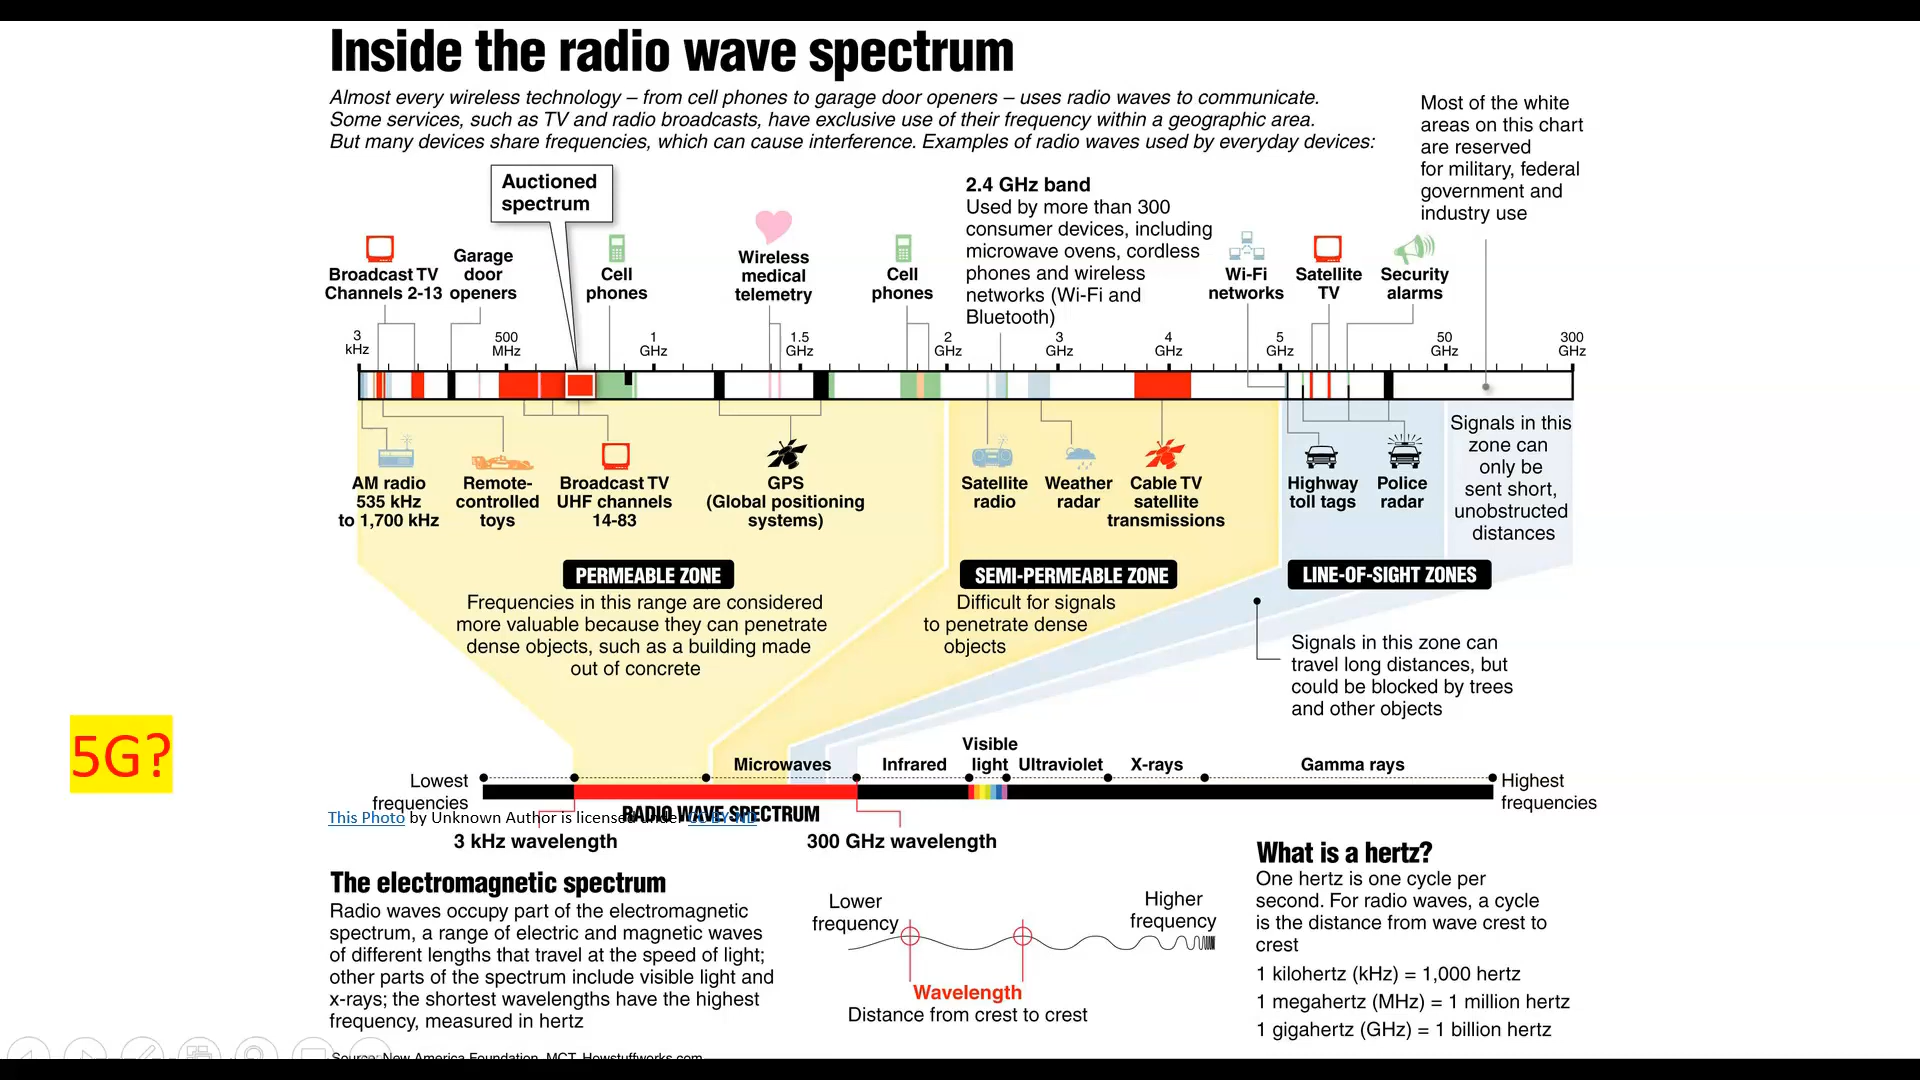 Inside the radio wave spectrum
Almost every wireless technology – from cell phones to garage door openers – uses radio waves to communicate.
Some services, such as TV and radio broadcasts, have exclusive use of their frequency within a geographic area.
But many devices share frequencies, which can cause interference. Examples of radio waves used by everyday devices:
Most of the white
areas on this chart
are reserved
for military, federal
government and
industry use
Auctioned
spectrum
2.4 GHz band
Used by more than 300
consumer devices, including
microwave ovens, cordless
phones and wireless
networks (Wi-Fi and
Bluetooth)
Broadcast TV
Channels 2-13
Garage
door
openers
Cell
phones
Wireless
medical
telemetry
Cell
phones
Wi-Fi
networks
Satellite
TV
Security
alarms
3
kHz
500
MHz
1
GHz
1.5
GHz
2
GHz
3
GHz
4
GHz
5
GHz
50
GHz
300
GHz
AM radio
535 kHz
to 1,700 kHz
Remote-
controlled
toys
Broadcast TV
UHF channels
14-83
GPS
(Global positioning
systems)
Satellite
radio
Weather
radar
Cable TV
satellite
transmissions
Highway
toll tags
Police
radar
Signals in this
zone can
only be
sent short,
unobstructed
distances
PERMEABLE ZONE
Frequencies in this range are considered
more valuable because they can penetrate
dense objects, such as a building made
out of concrete
SEMI-PERMEABLE ZONE
Difficult for signals
to penetrate dense
objects
LINE-OF-SIGHT ZONES
Signals in this zone can
travel long distances, but
could be blocked by trees
and other objects
5G?
Lowest
frequencies
Microwaves
Infrared
Visible
light
Ultraviolet
X-rays
Gamma rays
Highest
frequencies
RADIO WAVE SPECTRUM
This Photo by Unknown Author is licensed under CC BY-ND
3 kHz wavelength
300 GHz wavelength
The electromagnetic spectrum
Radio waves occupy part of the electromagnetic
spectrum, a range of electric and magnetic waves
of different lengths that travel at the speed of light;
other parts of the spectrum include visible light and
x-rays; the shortest wavelengths have the highest
frequency, measured in hertz
Lower
frequency
Higher
frequency
Wavelength
Distance from crest to crest
What is a hertz?
One hertz is one cycle per
second. For radio waves, a cycle
is the distance from wave crest to
crest
1 kilohertz (kHz) = 1,000 hertz
1 megahertz (MHz) = 1 million hertz
1 gigahertz (GHz) = 1 billion hertz
Source: New America Foundation, MCT, Howstuffworks.com